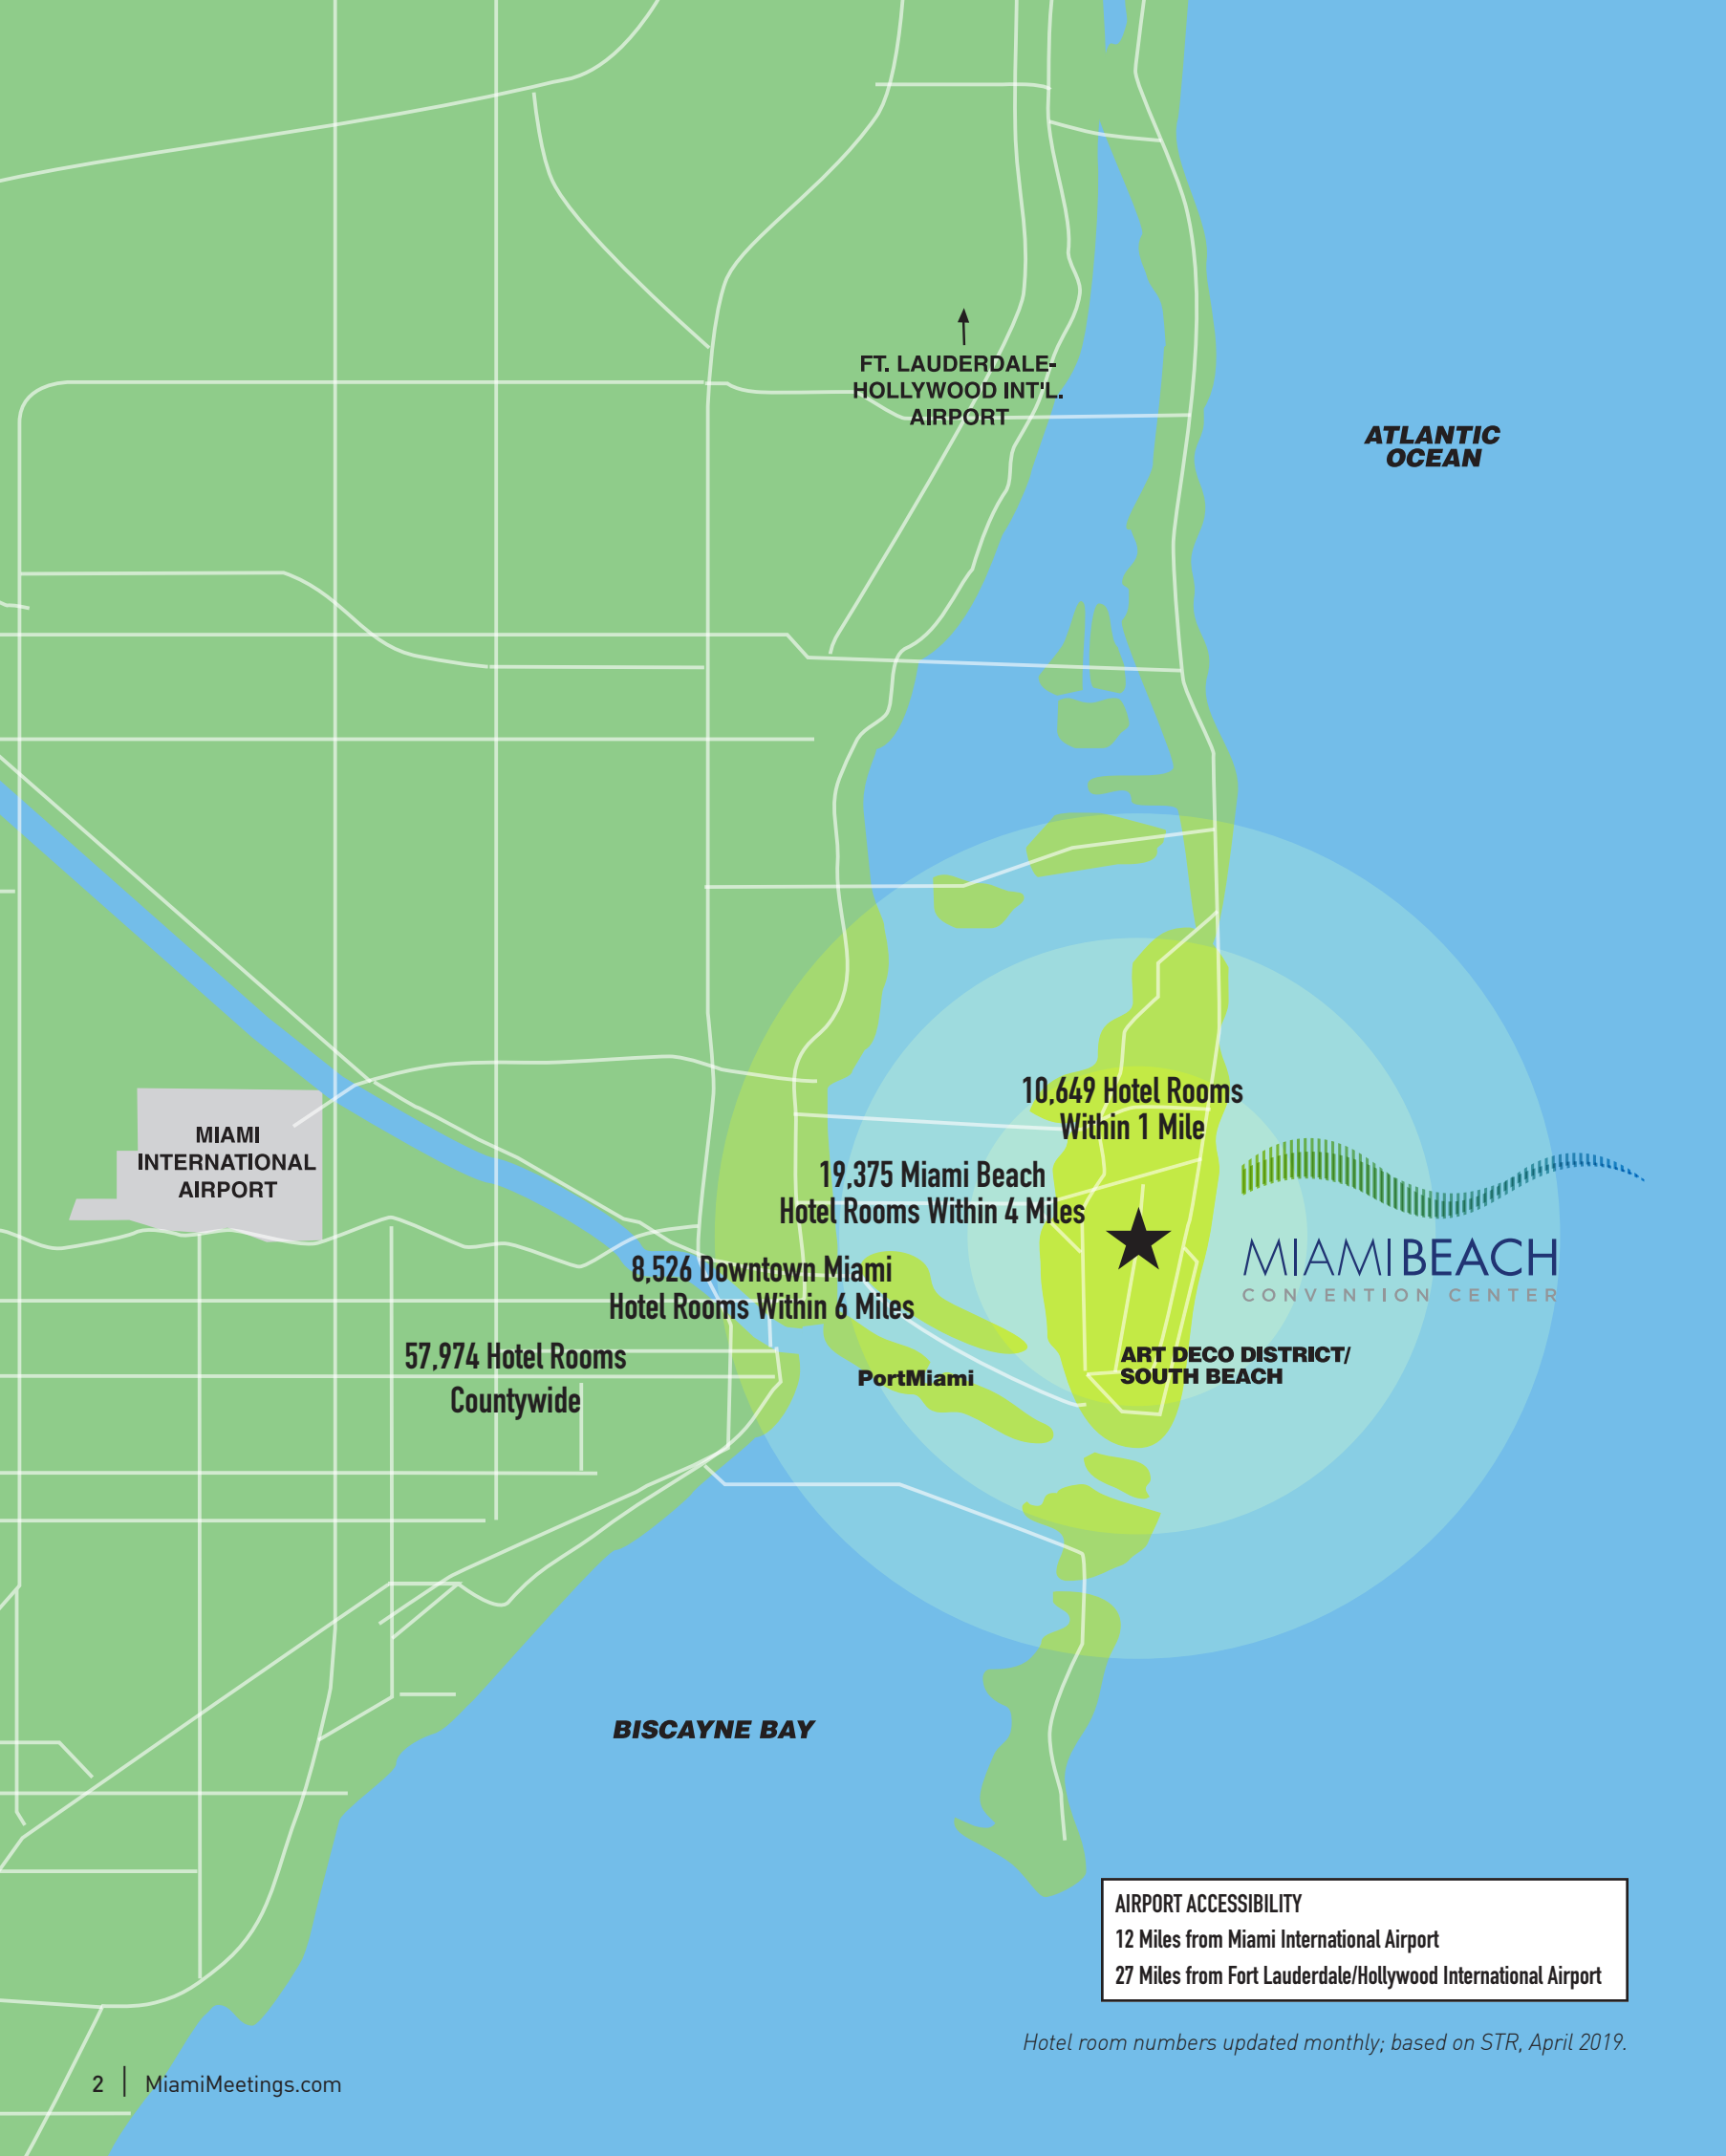 FT. LAUDERDALE-
HOLLYWOOD INT'L.
AIRPORT
ATLANTIC
OCEAN
MIAMI
INTERNATIONAL
AIRPORT
10,649 Hotel Rooms
Within 1 Mile
19,375 Miami Beach
Hotel Rooms Within 4 Miles
8,526 Downtown Miami
Hotel Rooms Within 6 Miles
57,974 Hotel Rooms
Countywide
MIAMIBEACH
CONVENTION CENTER
ART DECO DISTRICT/
SOUTH BEACH
PortMiami
BISCAYNE BAY
AIRPORT ACCESSIBILITY
12 Miles from Miami International Airport
27 Miles from Fort Lauderdale/Hollywood International Airport
Hotel room numbers updated monthly; based on STR, April 2019.
2 | MiamiMeetings.com